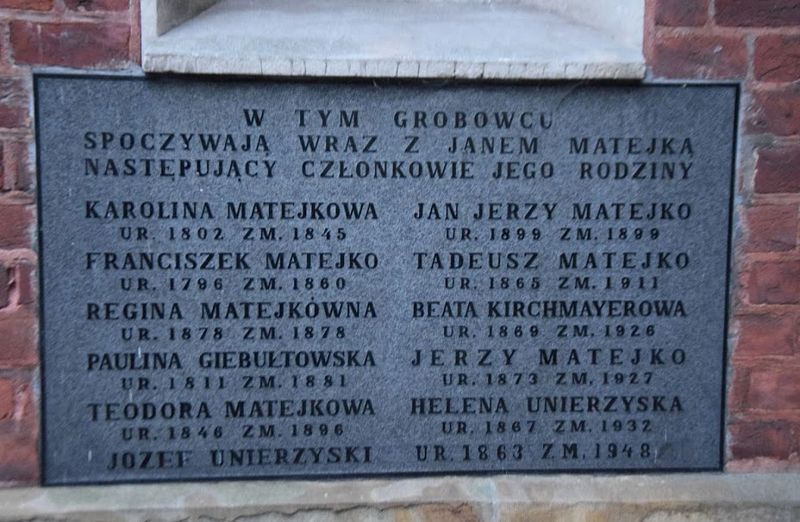 W TYM GROBOWCU
SPOCZYWAJĄ WRAZ Z JANEM MATEJKĄ
NASTĘPUJĄCY CZŁONKOWIE JEGO RODZINY
KAROLINA MATEJKOWA
UR. 1802 ZM. 1845
FRANCISZEK MATEJKO
UR. 1796 ZM. 1860
REGINA MATEJKÓWNA
UR. 1878 ZM. 1878
PAULINA GIEBUŁTOWSKA
UR. 1811 ZM. 1881
TEODORA MATEJKOWA
UR. 1846 ZM. 1896
JAN JERZY MATEJKO
UR. 1899 ZM. 1899
TADEUSZ MATEJKO
UR. 1865 ZM. 1911
BEATA KIRCHMAYEROWA
UR. 1869 ZM. 1926
JERZY MATEJKO
UR. 1873 ZM. 1927
HELENA UNIERZYSKA
UR. 1867 ZM. 1932
JOZEF UNIERZYSKI UR. 1863 ZM. 1948